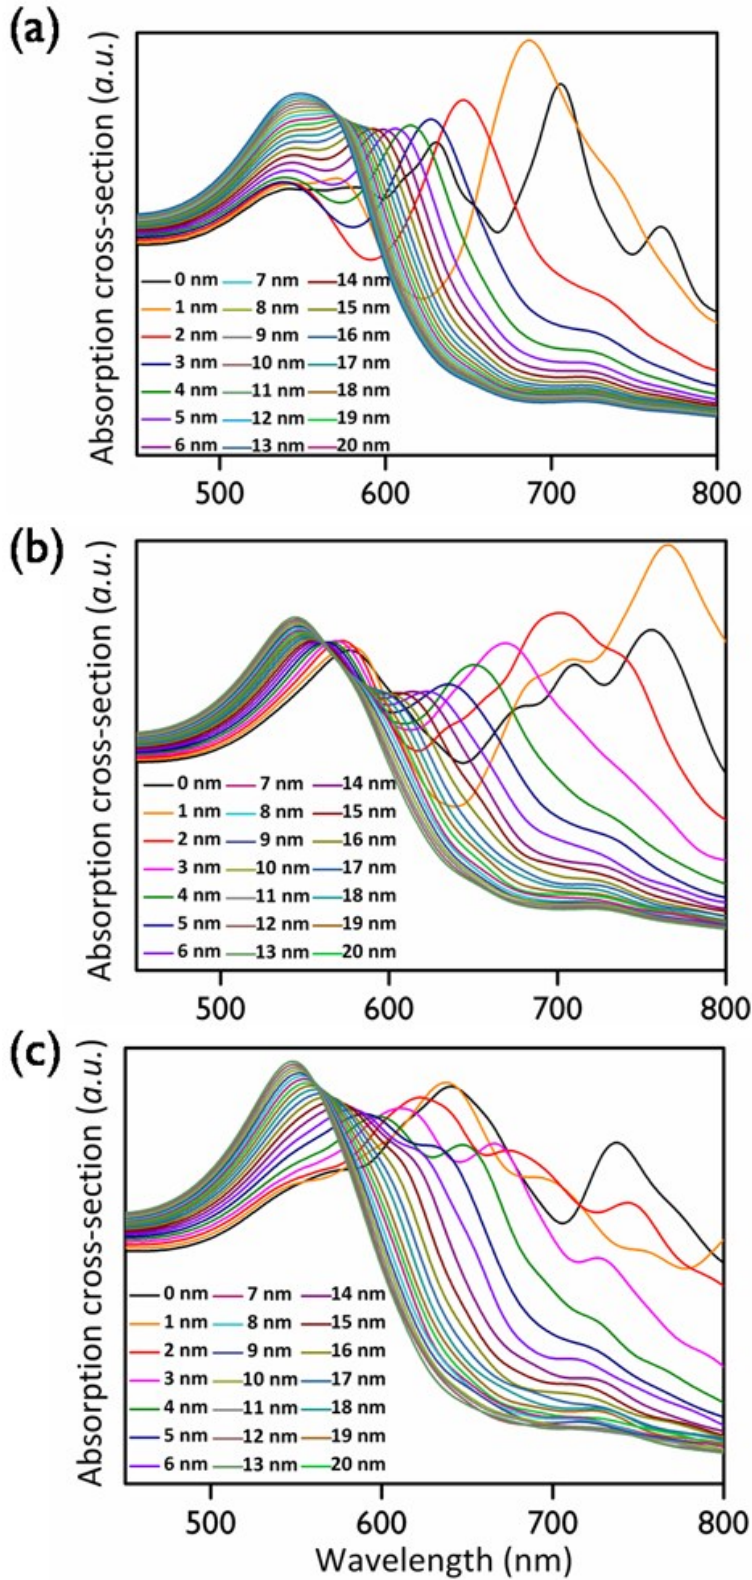 (a)
Absorption cross-section (a.u.)
0 nm 7 nm 14 nm
1 nm 8 nm 15 nm
2 nm 9 nm 16 nm
3 nm 10 nm 17 nm
4 nm 11 nm 18 nm
5 nm 12 nm 19 nm
6 nm 13 nm 20 nm
500 600 700 800
(b)
Absorption cross-section (a.u.)
0 nm 7 nm 14 nm
1 nm 8 nm 15 nm
2 nm 9 nm 16 nm
3 nm 10 nm 17 nm
4 nm 11 nm 18 nm
5 nm 12 nm 19 nm
6 nm 13 nm 20 nm
500 600 700 800
(c)
Absorption cross-section (a.u.)
0 nm 7 nm 14 nm
1 nm 8 nm 15 nm
2 nm 9 nm 16 nm
3 nm 10 nm 17 nm
4 nm 11 nm 18 nm
5 nm 12 nm 19 nm
6 nm 13 nm 20 nm
500 600 700 800
Wavelength (nm)